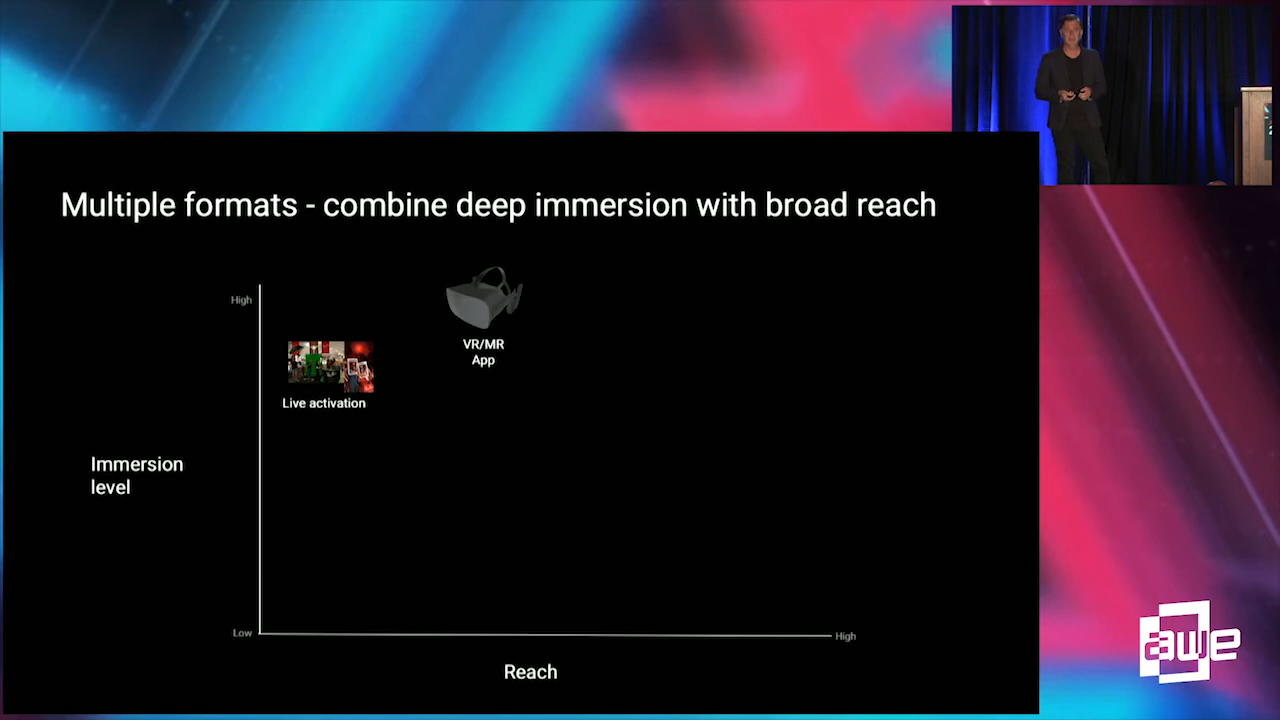 Multiple formats - combine deep immersion with broad reach
High
VR/MR
App
Live activation
Immersion
level
Low
High
Reach
awe